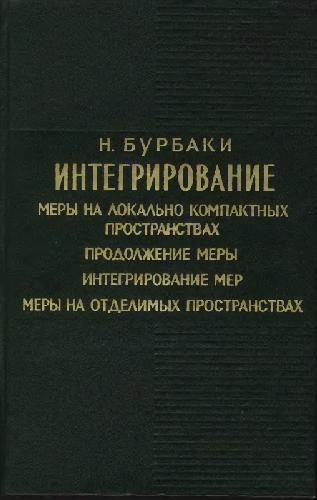 Н. БУРБАКИ
ИНТЕГРИРОВАНИЕ
МЕРЫ НА ЛОКАЛЬНО КОМПАКТНЫХ
ПРОСТРАНСТВАХ
ПРОДОЛЖЕНИЕ МЕРЫ
ИНТЕГРИРОВАНИЕ МЕР
МЕРЫ НА ОТДЕЛИМЫХ ПРОСТРАНСТВАХ